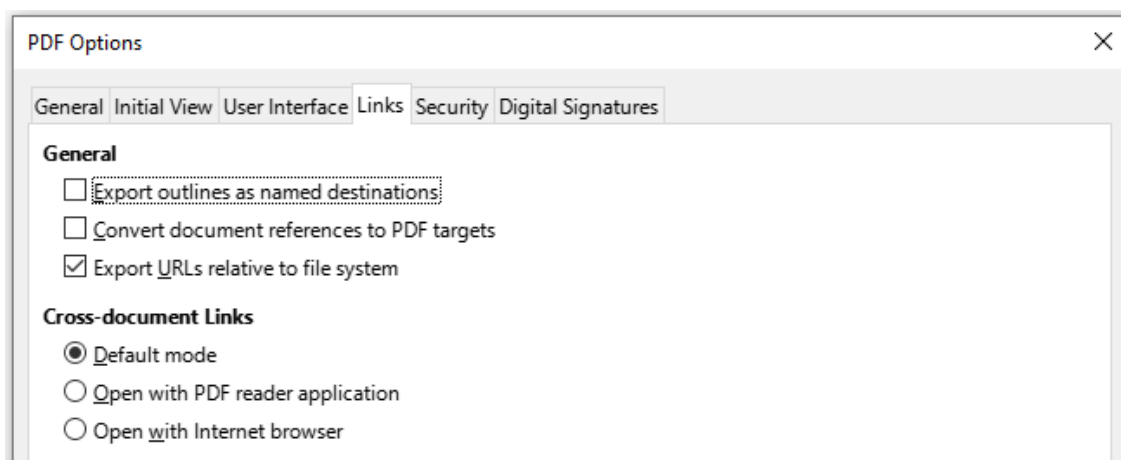 PDF Options
General Initial View User Interface Links Security Digital Signatures
General
Export outlines as named destinations
Convert document references to PDF targets
Export URLs relative to file system
Cross-document Links
Default mode
Open with PDF reader application
Open with Internet browser